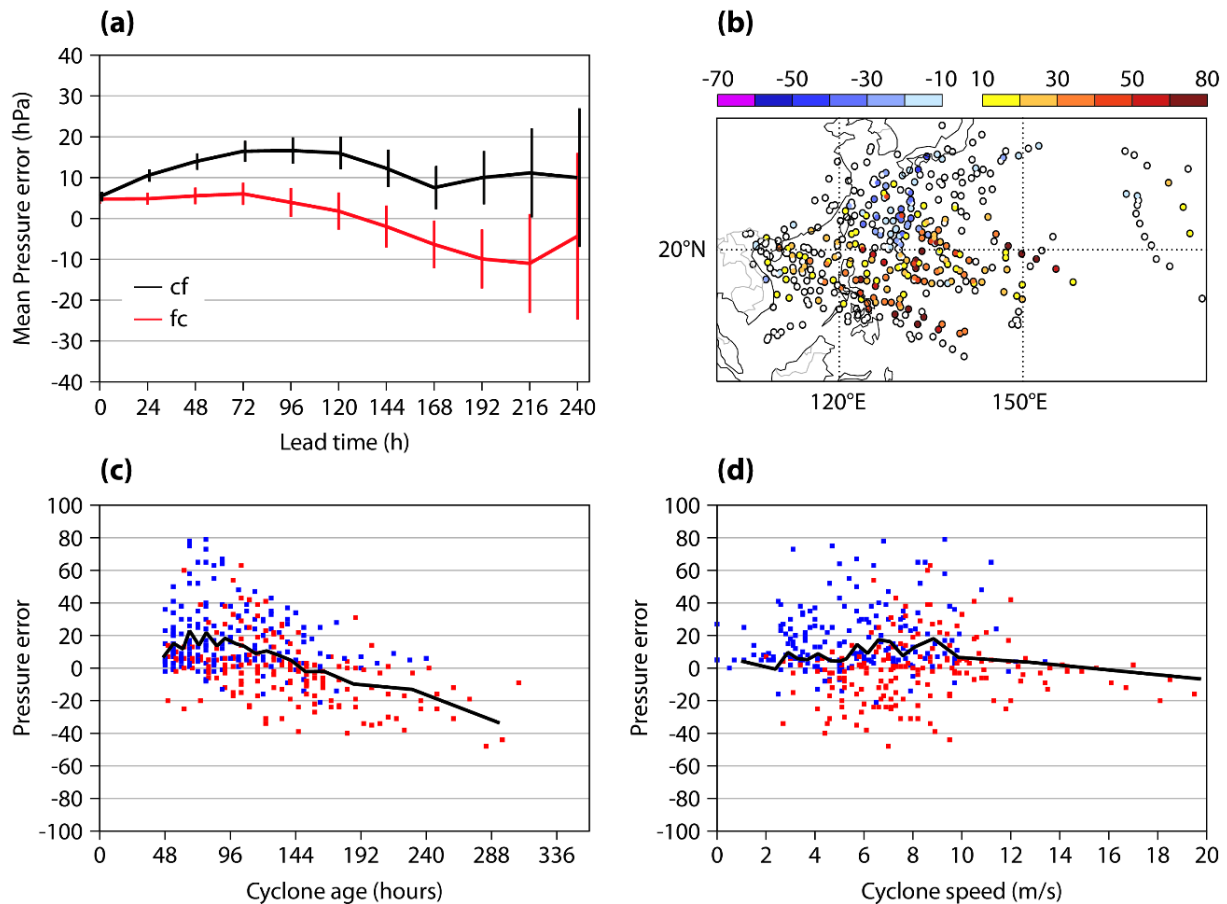 (a)
40
30
20
10
0
-10
-20
-30
-40
Mean Pressure error (hPa)
cf
fc
0 24 48 72 96 120 144 168 192 216 240
Lead time (h)
(b)
-70 -50 -30 -10 10 30 50 80
20°N
120°E 150°E
(c)
100
80
60
40
20
0
-20
-40
-60
-80
-100
Pressure error
0 48 96 144 192 240 288 336
Cyclone age (hours)
(d)
100
80
60
40
20
0
-20
-40
-60
-80
-100
Pressure error
0 2 4 6 8 10 12 14 16 18 20
Cyclone speed (m/s)